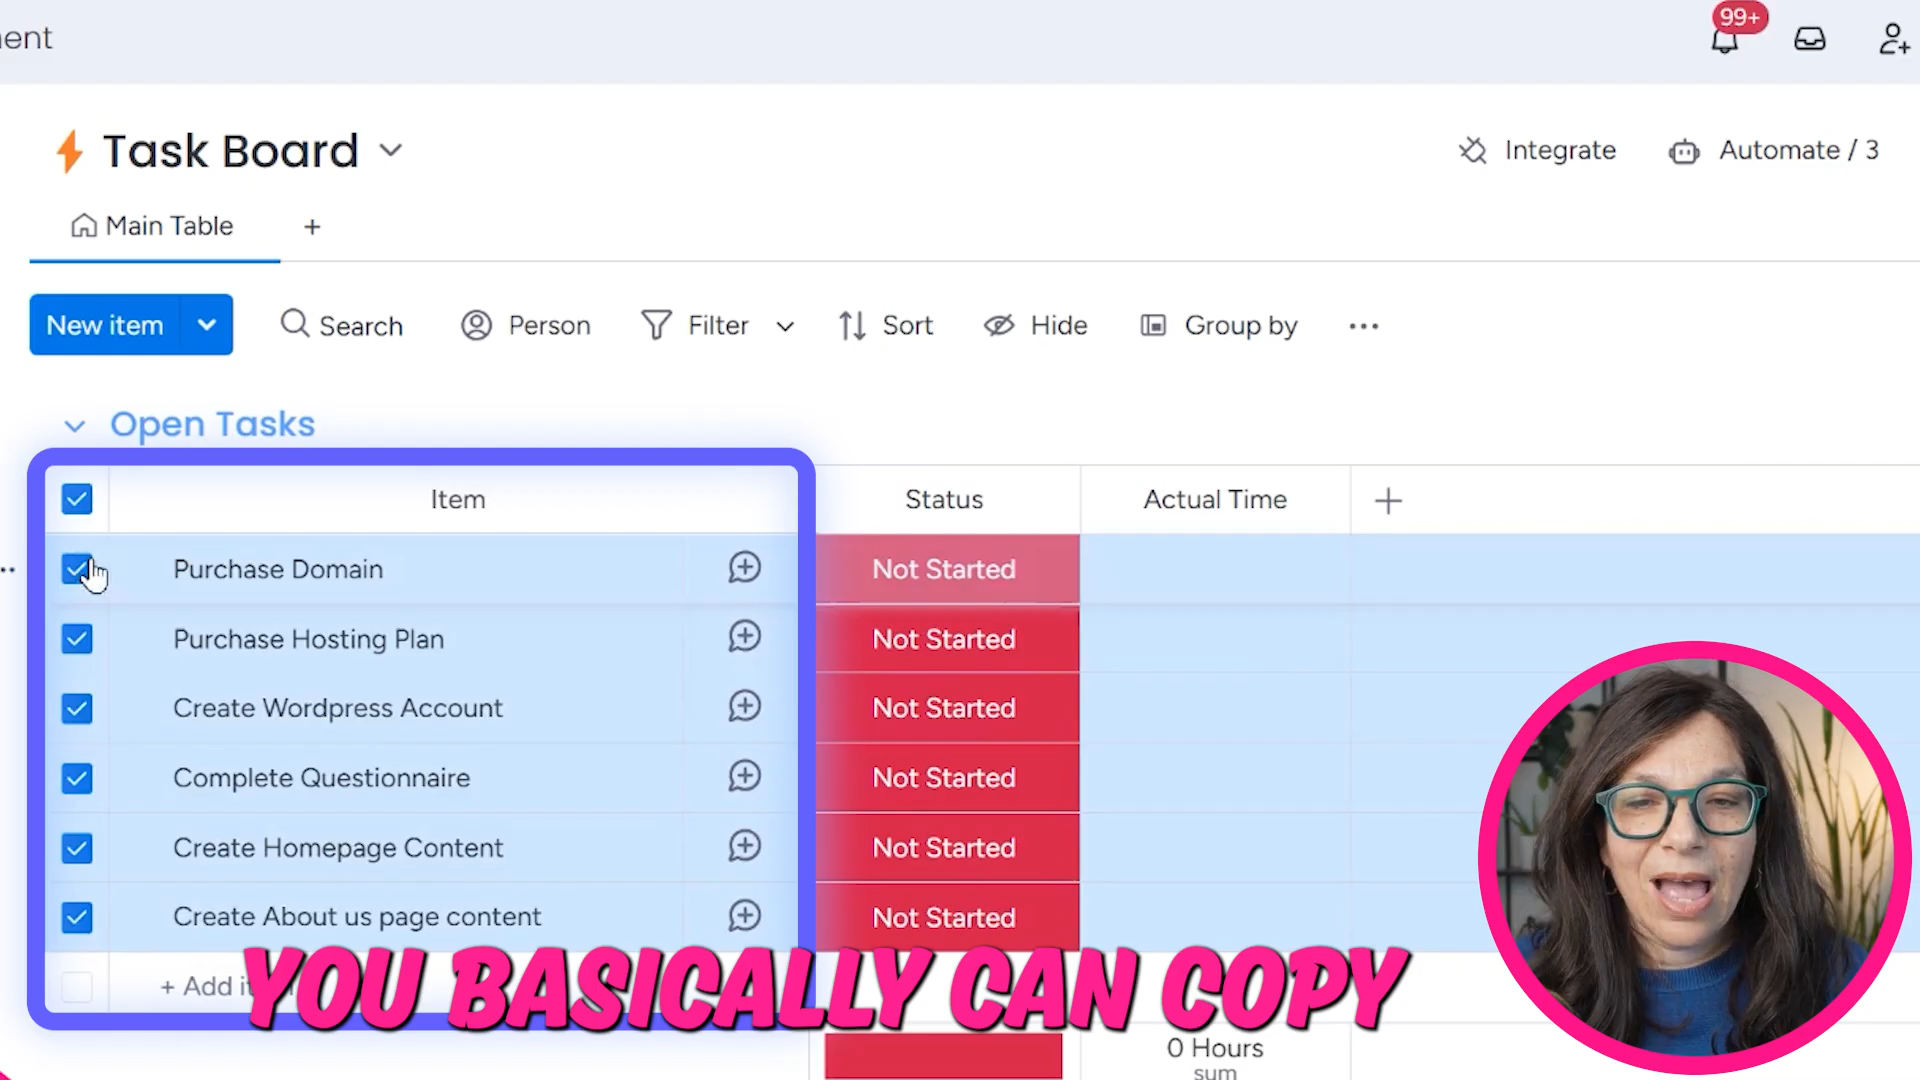 99+
Task Board
Integrate
Automate / 3
Main Table
+
New item
Search
Person
Filter
Sort
Hide
Group by
Open Tasks
Item
Status
Actual Time
Purchase Domain
Not Started
Purchase Hosting Plan
Not Started
Create Wordpress Account
Not Started
Complete Questionnaire
Not Started
Create Homepage Content
Not Started
Create About us page content
Not Started
+ Add
YOU BASICALLY CAN COPY
0 Hours
sum